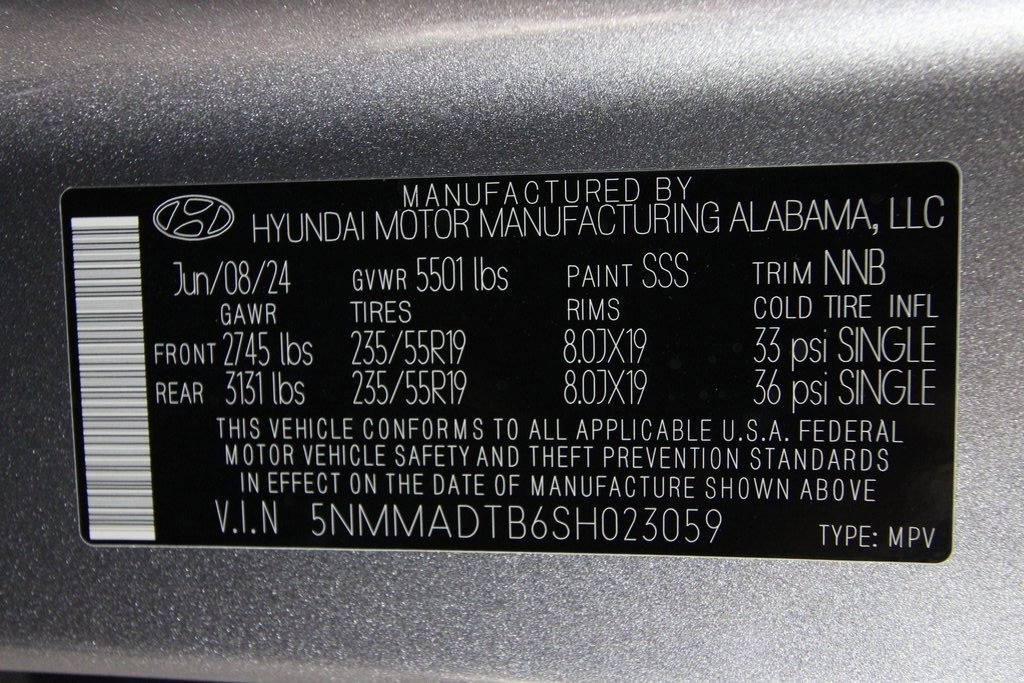 MANUFACTURED BY
HYUNDAI MOTOR MANUFACTURING ALABAMA, LLC
Jun/08/24 GVWR 5501 lbs PAINT SSS TRIM NNB
GAWR TIRES RIMS COLD TIRE INFL
FRONT 2745 lbs 235/55R19 8.0JX19 33 psi SINGLE
REAR 3131 lbs 235/55R19 8.0JX19 36 psi SINGLE
THIS VEHICLE CONFORMS TO ALL APPLICABLE U.S.A. FEDERAL
MOTOR VEHICLE SAFETY AND THEFT PREVENTION STANDARDS
IN EFFECT ON THE DATE OF MANUFACTURE SHOWN ABOVE
V.I.N 5NMMADTB6SH023059 TYPE: MPV